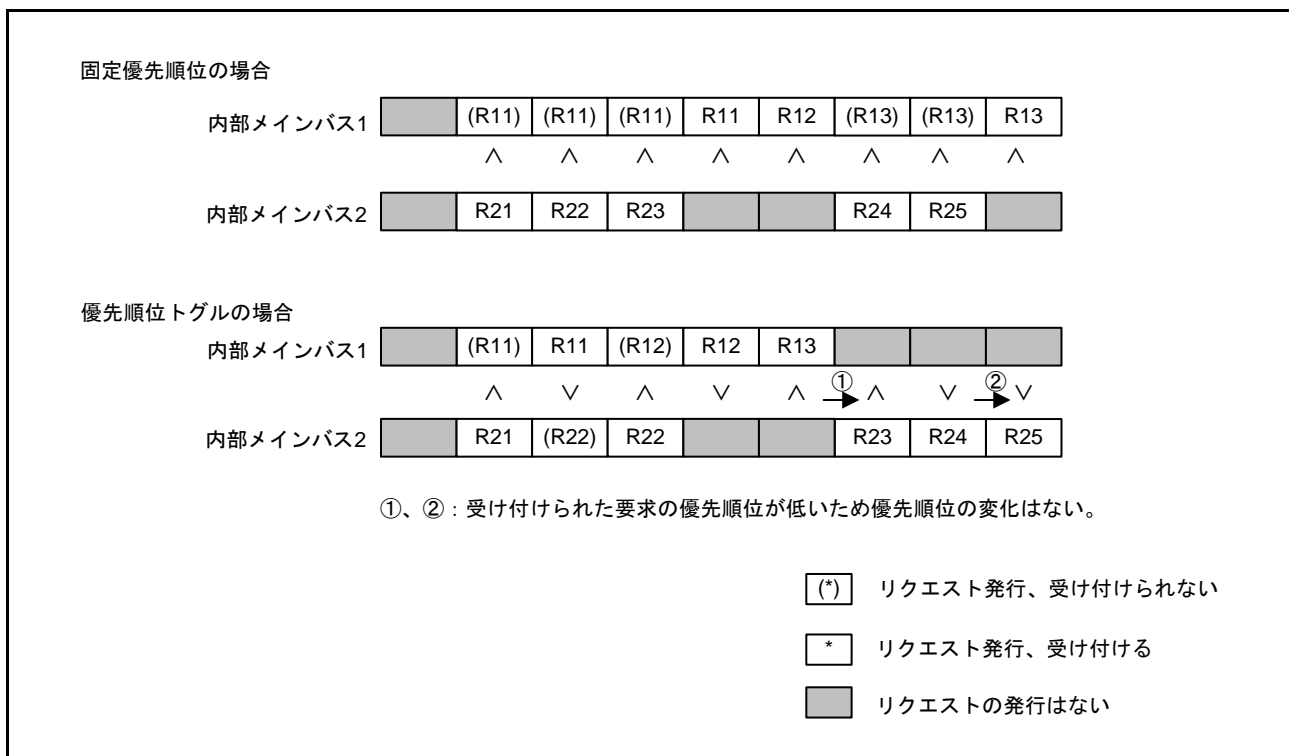 固定優先順位の場合
内部メインバス1 (R11) (R11) (R11) R11 R12 (R13) (R13) R13
∧ ∧ ∧ ∧ ∧ ∧ ∧ ∧
内部メインバス2 R21 R22 R23 R24 R25
優先順位トグルの場合
内部メインバス1 (R11) R11 (R12) R12 R13
∧ ∨ ∧ ∨ ∧ ① ∧ ∨ ② ∨
内部メインバス2 R21 (R22) R22 R23 R24 R25
①、②:受け付けられた要求の優先順位が低いため優先順位の変化はない。
(*) リクエスト発行、受け付けられない
* リクエスト発行、受け付ける
リクエストの発行はない